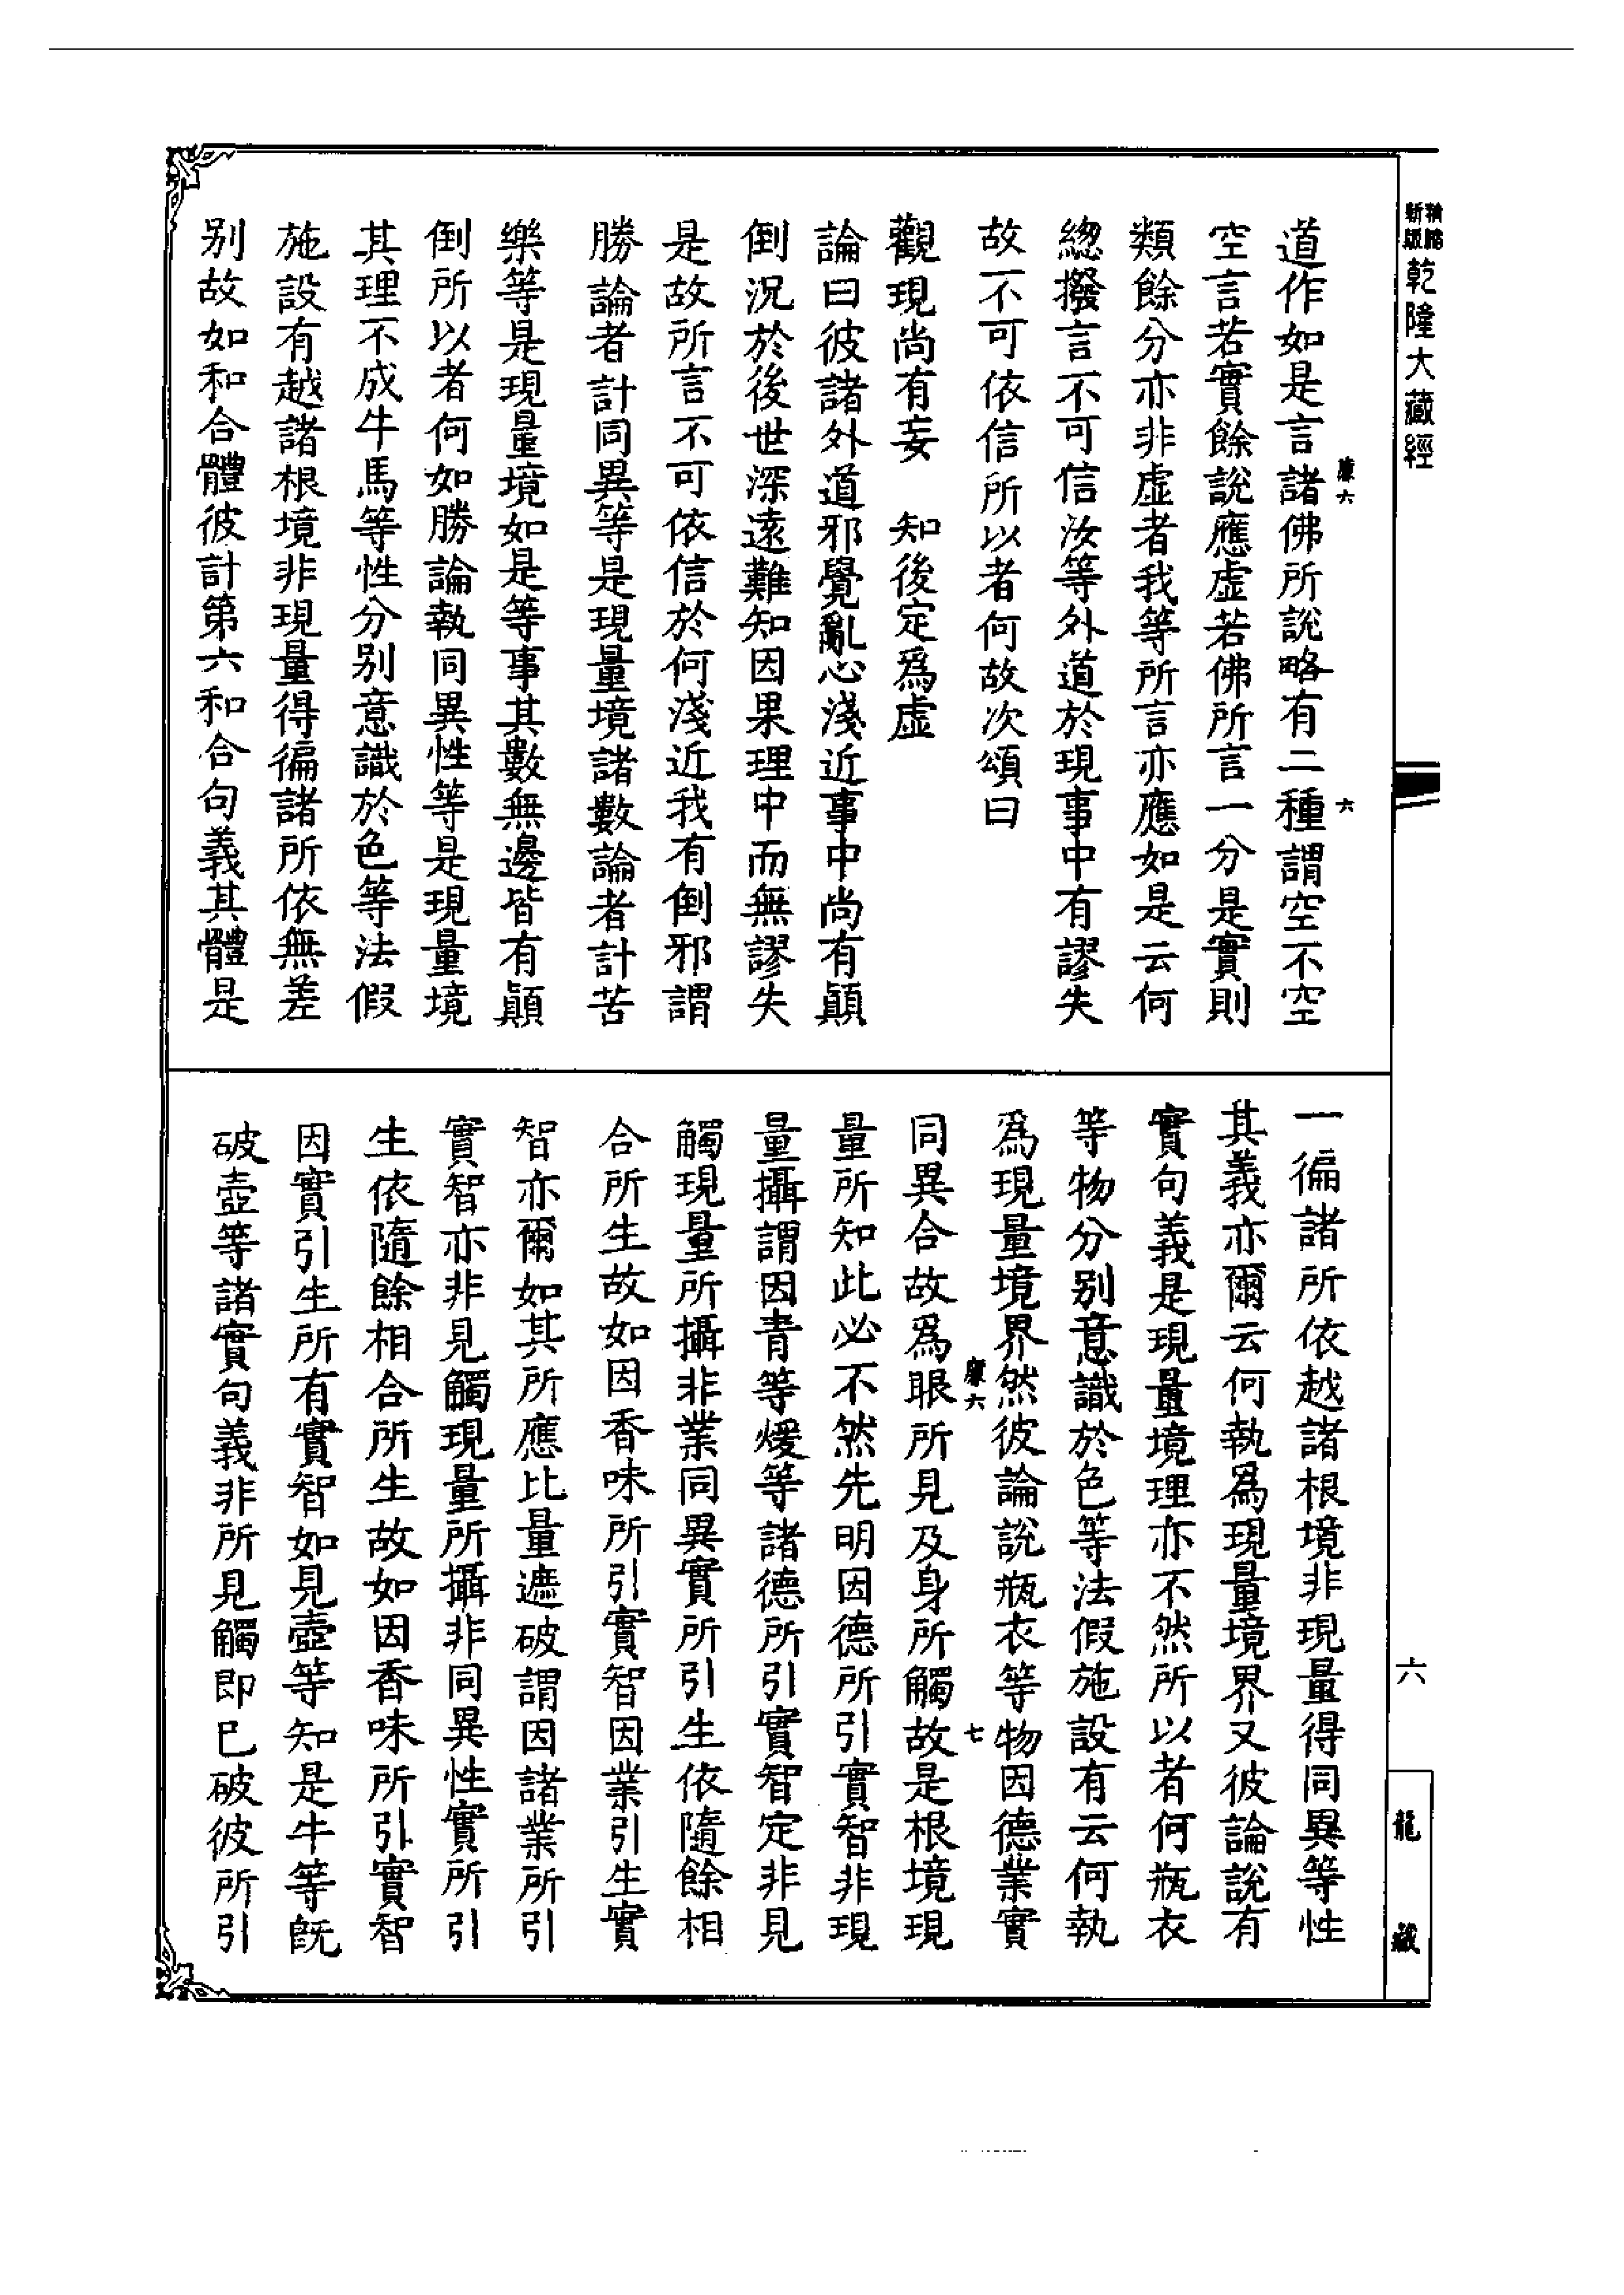 新版精縮乾隆大藏經
道作如是言諸佛所說略有二種謂空不空
空言若實餘說應虛若佛所言一分是實則
類餘分亦非虛者我等所言亦應如是云何
總撥言不可信汝等外道於現事中有謬失
故不可依信所以者何故次頌曰
觀現尚有妄 知後定爲虛
論曰彼諸外道邪覺亂心淺近事中尚有顚
倒況於後世深遠難知因果理中而無謬失
是故所言不可依信於何淺近我有倒邪謂
勝論者計同異等是現量境諸數論者計苦
樂等是現量境如是等事其數無邊皆有顚
倒所以者何如勝論執同異性等是現量境
其理不成牛馬等性分別意識於色等法假
施設有越諸根境非現量得徧諸所依無差
別故如和合體彼計第六和合句義其體是
一徧諸所依越諸根境非現量得同異等性
其義亦爾云何執爲現量境界又彼論說有
實句義是現量境理亦不然所以者何瓶衣
等物分別意識於色等法假施設有云何執
爲現量境界然彼論說瓶衣等物因德業實
同異合故爲眼所見及身所觸故是根境現
量所知此必不然先明因德所引實智非現
量攝謂因青等煖等諸德所引實智定非見
觸現量所攝非業同異實所引生依隨餘相
合所生故如因香味所引實智因業引生實
智亦爾如其所應比量遮破謂因諸業所引
實智亦非見觸現量所攝非同異性實所引
生依隨餘相合所生故如因香味所引實智
因實引生所有實智如見壺等知是牛等旣
破壺等諸實句義非所見觸即已破彼所引
康六
六
康六
七
六
龍藏